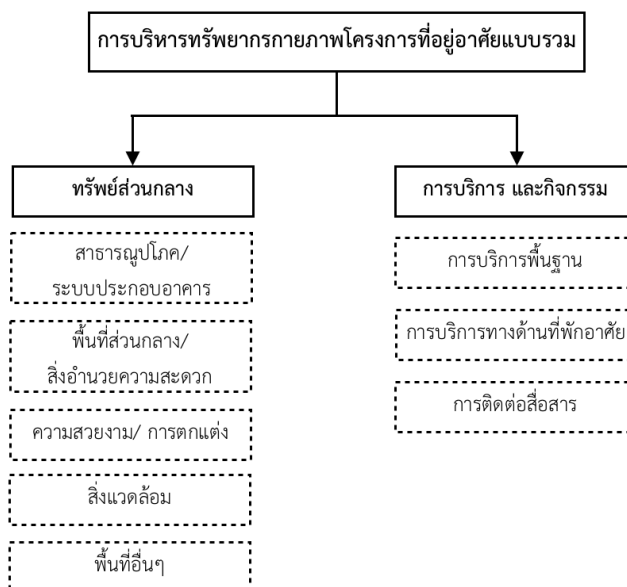 การบริหารทรัพยากรกายภาพโครงการที่อยู่อาศัยแบบรวม
ทรัพย์ส่วนกลาง
สาธารณูปโภค/
ระบบประกอบอาคาร
พื้นที่ส่วนกลาง/
สิ่งอำนวยความสะดวก
ความสวยงาม/ การตกแต่ง
สิ่งแวดล้อม
พื้นที่อื่นๆ
การบริการ และกิจกรรม
การบริการพื้นฐาน
การบริการทางด้านที่พักอาศัย
การติดต่อสื่อสาร